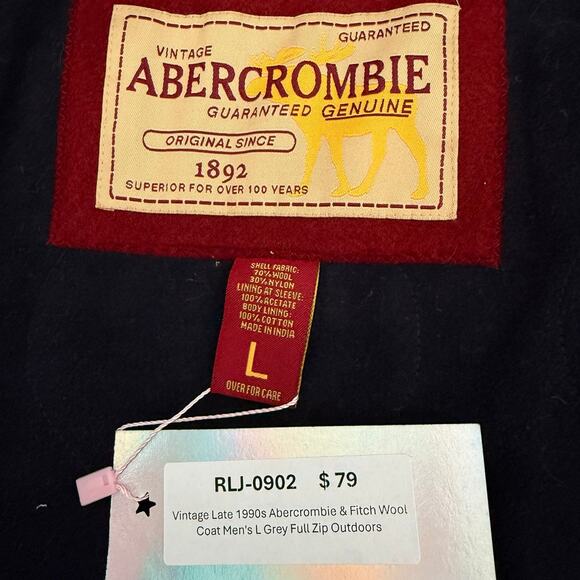 VINTAGE
GUARANTEED
ABERCROMBIE
GUARANTEED GENUINE
ORIGINAL SINCE
1892
SUPERIOR FOR OVER 100 YEARS
SHELL FABRIC:
70% WOOL
30% NYLON
LINING AT SLEEVE:
100% ACETATE
BODY LINING:
100% COTTON
MADE IN INDIA
L
OVER FOR CARE
RLJ-0902 $ 79
Vintage Late 1990s Abercrombie & Fitch Wool
Coat Men's L Grey Full Zip Outdoors